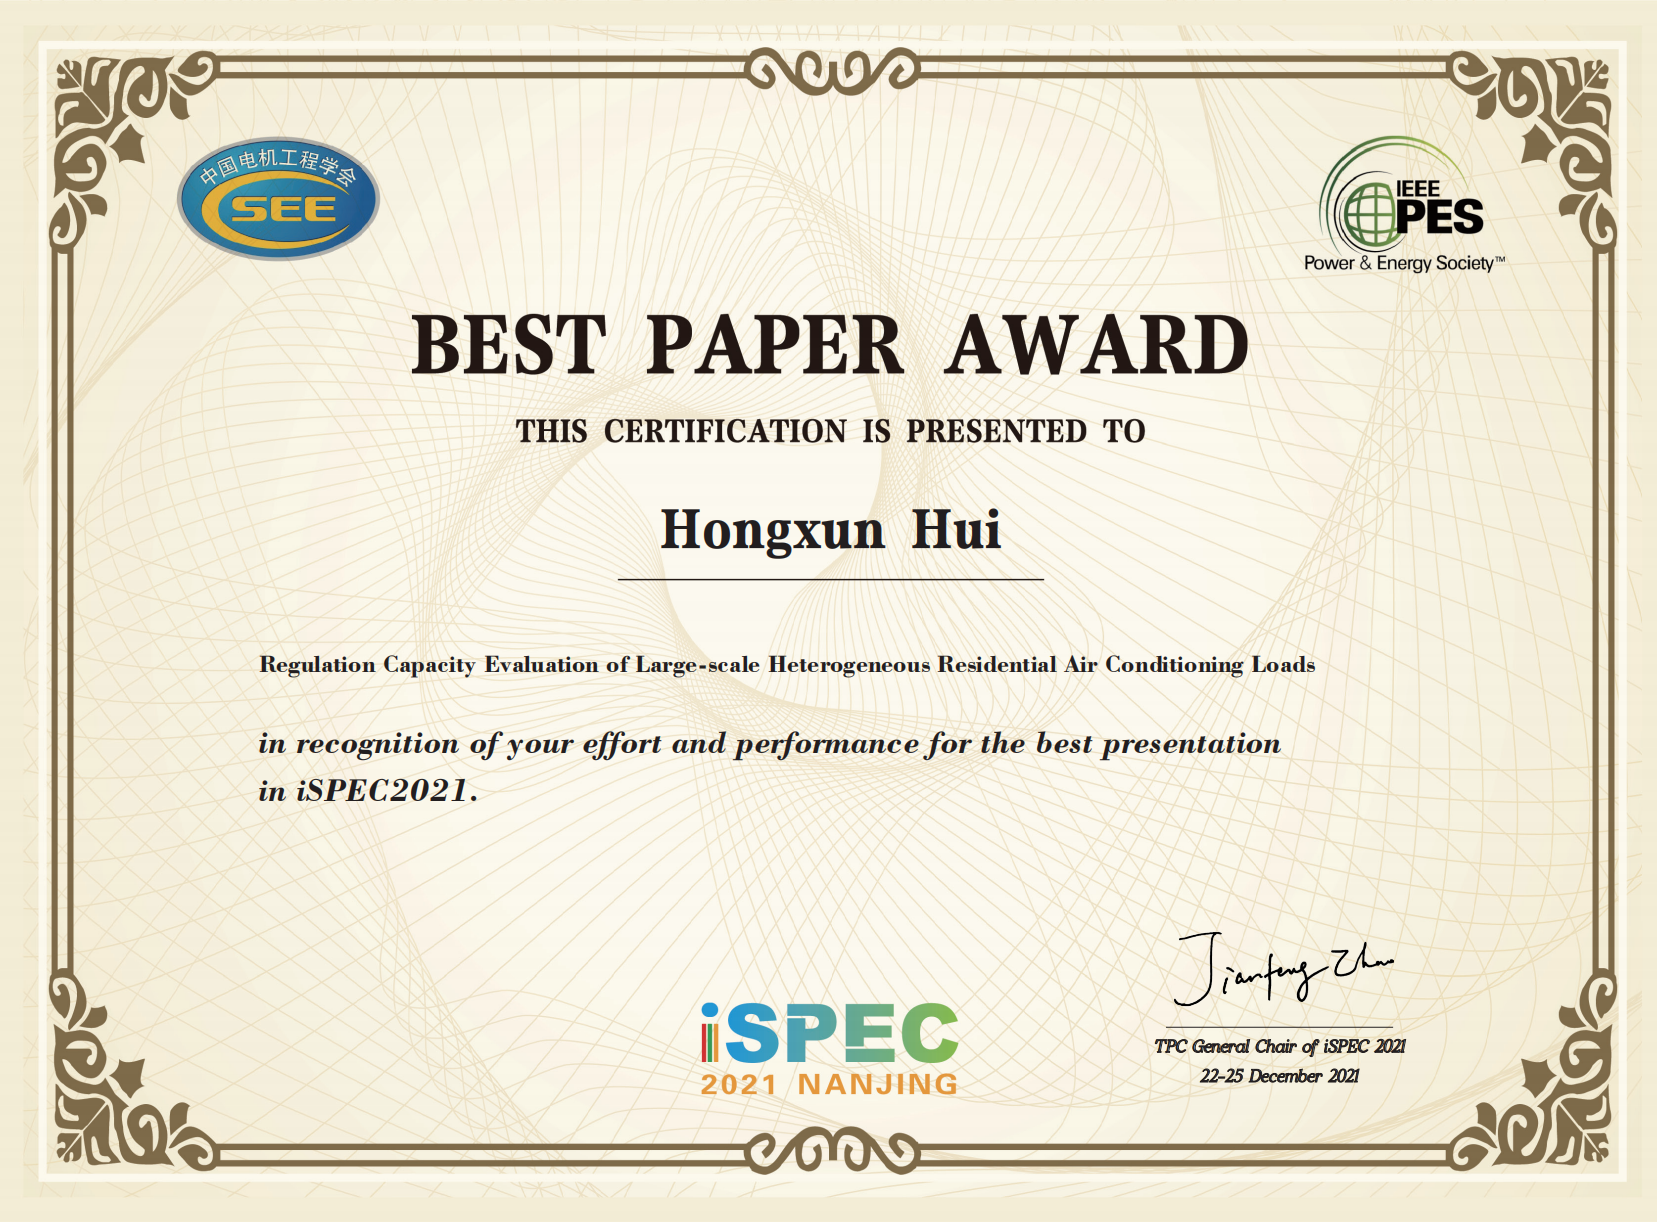 中国电机工程学会
CSEE
IEEE
PES
Power & Energy Society™
BEST PAPER AWARD
THIS CERTIFICATION IS PRESENTED TO
Hongxun Hui
Regulation Capacity Evaluation of Large-scale Heterogeneous Residential Air Conditioning Loads
in recognition of your effort and performance for the best presentation
in iSPEC2021.
Jianfeng Zhao
iSPEC
2021 NANJING
TPC General Chair of iSPEC 2021
22-25 December 2021